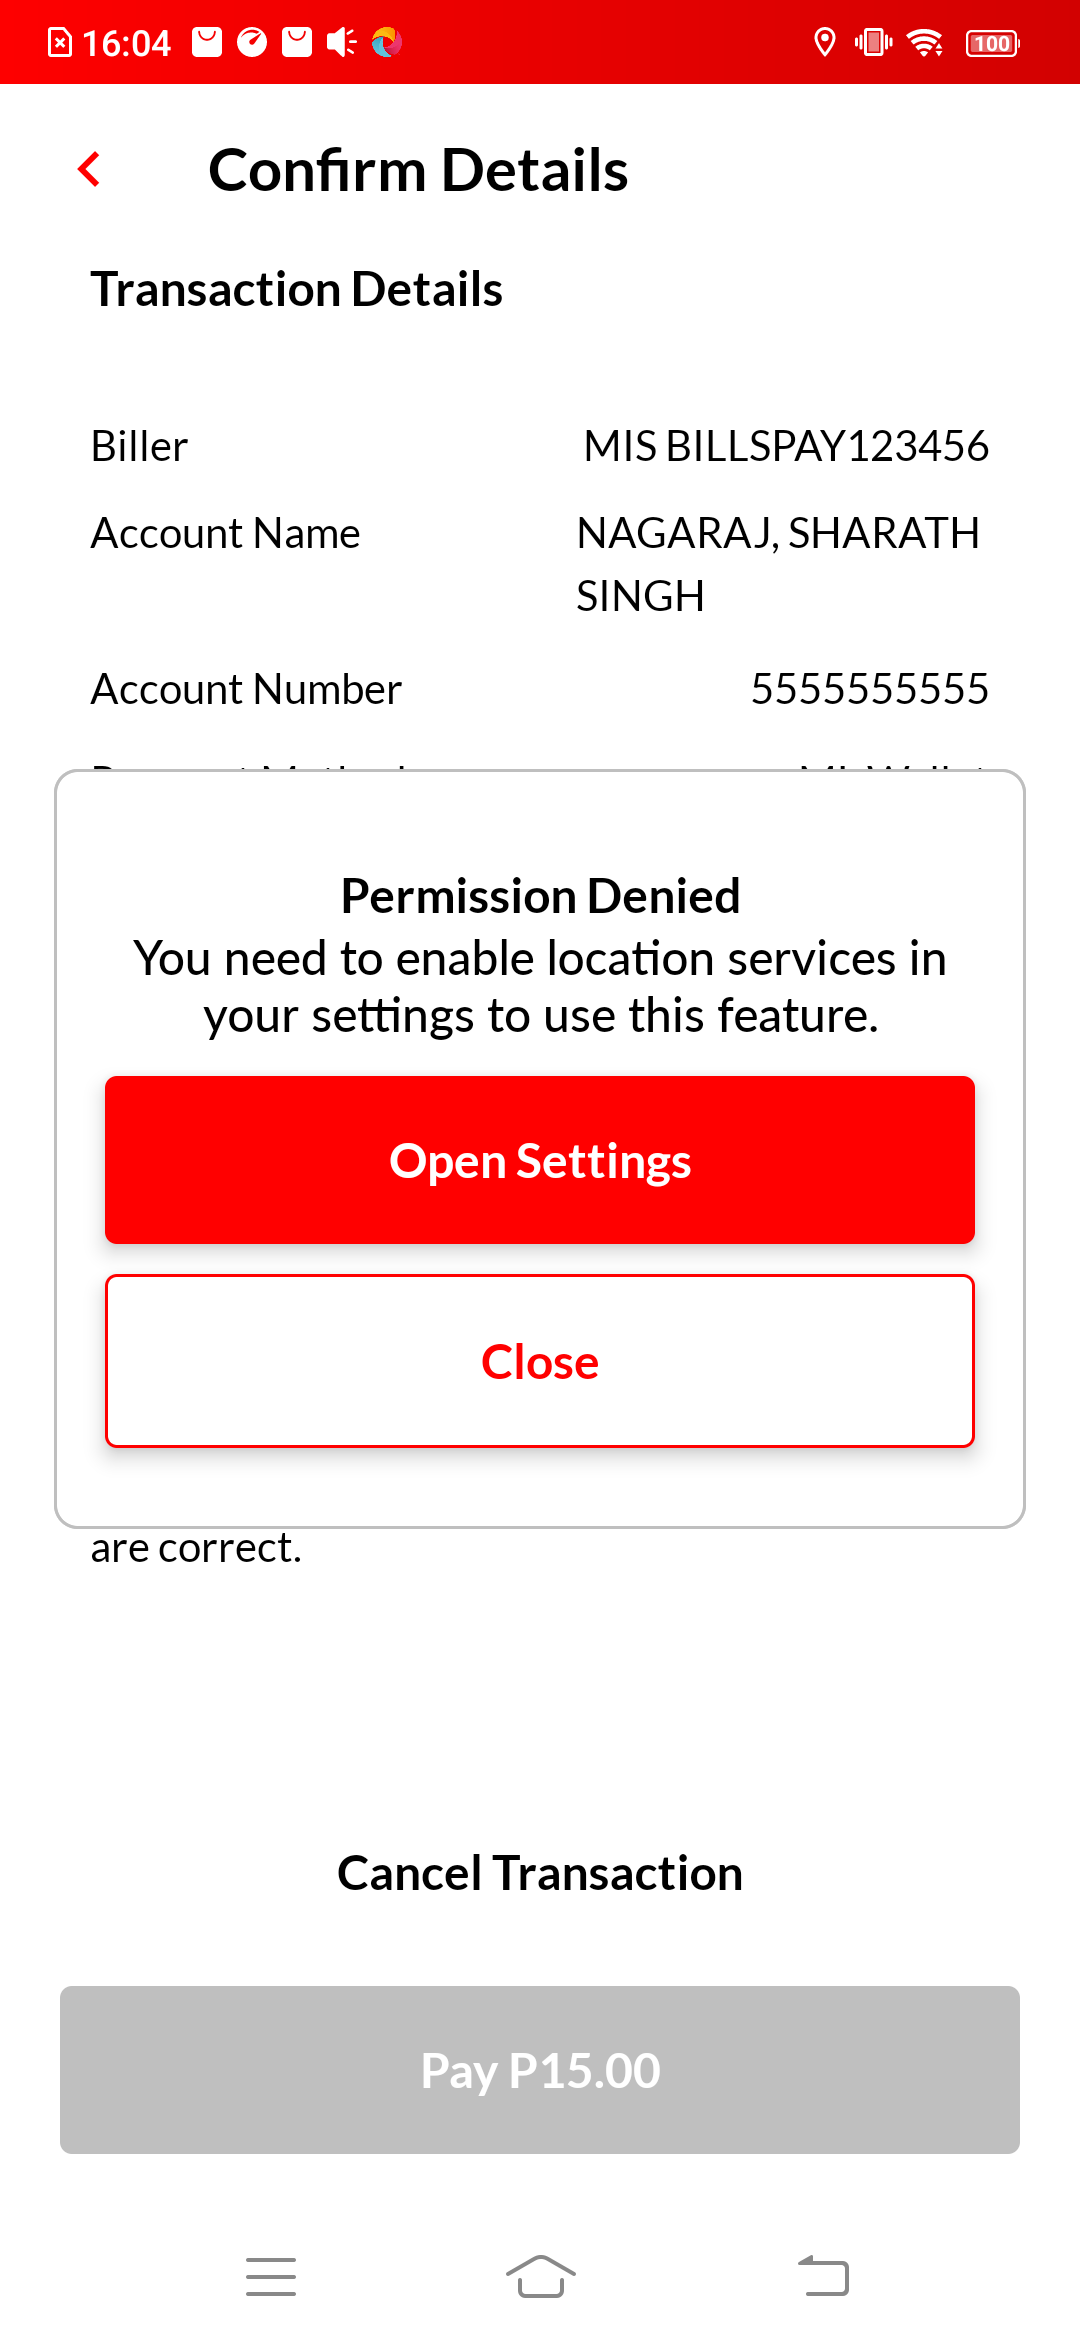 16:04
100
Confirm Details
Transaction Details
Biller MIS BILLSPAY123456
Account Name NAGARAJ, SHARATH
SINGH
Account Number 5555555555
Permission Denied
You need to enable location services in
your settings to use this feature.
Open Settings
Close
are correct.
Cancel Transaction
Pay P15.00